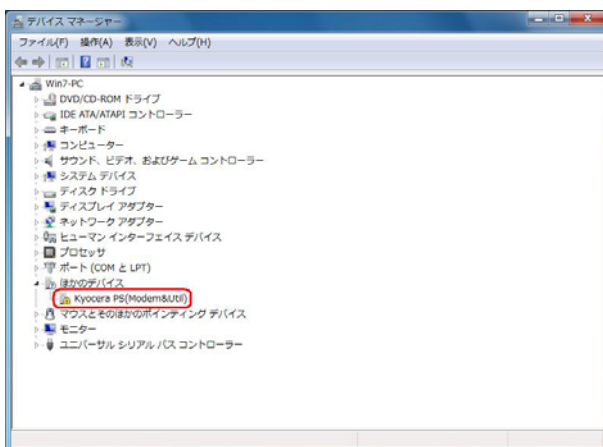 デバイス マネージャー
ファイル(F) 操作(A) 表示(V) ヘルプ(H)
Win7-PC
DVD/CD-ROM ドライブ
IDE ATA/ATAPI コントローラー
キーボード
コンピューター
サウンド、ビデオ、およびゲーム コントローラー
システム デバイス
ディスク ドライブ
ディスプレイ アダプター
ネットワーク アダプター
ヒューマン インターフェイス デバイス
プロセッサ
ポート (COM と LPT)
ほかのデバイス
Kyocera PS(Modem&Util)
マウスとそのほかのポインティング デバイス
モニター
ユニバーサル シリアル バス コントローラー